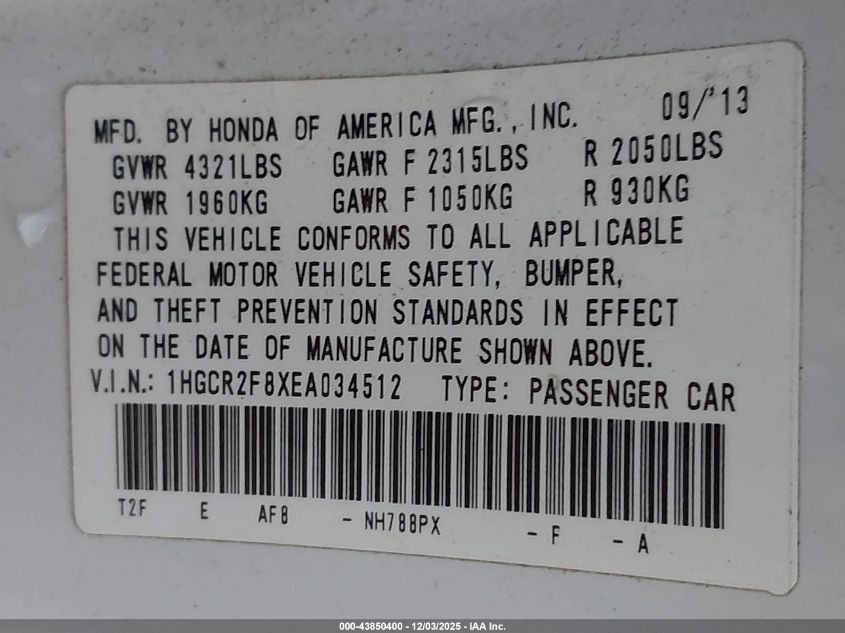 MFD. BY HONDA OF AMERICA MFG., INC. 09/'13
GVWR 4321LBS GAWR F 2315LBS R 2050LBS
GVWR 1960KG GAWR F 1050KG R 930KG
THIS VEHICLE CONFORMS TO ALL APPLICABLE
FEDERAL MOTOR VEHICLE SAFETY, BUMPER,
AND THEFT PREVENTION STANDARDS IN EFFECT
ON THE DATE OF MANUFACTURE SHOWN ABOVE.
V.I.N.: 1HGCR2F8XEA034512 TYPE: PASSENGER CAR
T2F E AF8 - NH788PX - F - A
000-43850400 - 12/03/2025 - IAA Inc.